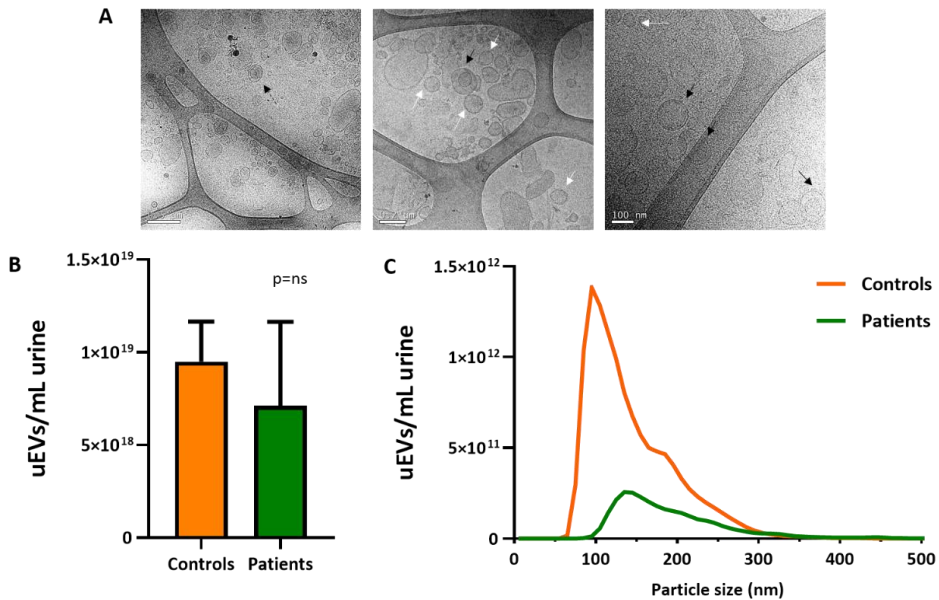 A
100 nm
B
1.5×10¹⁹
1×10¹⁹
5×10¹⁸
0
uEVs/mL urine
p=ns
Controls
Patients
C
1.5×10¹²
1×10¹²
5×10¹¹
0
uEVs/mL urine
Controls
Patients
0
100
200
300
400
500
Particle size (nm)